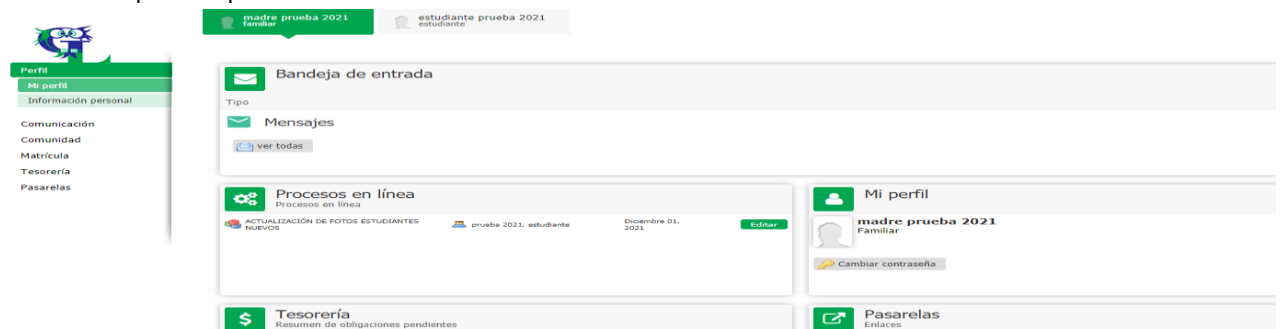 madre prueba 2021
familiar
estudiante prueba 2021
estudiante
Perfil
Mi perfil
Información personal
Comunicación
Comunidad
Matrícula
Tesorería
Pasarelas
Bandeja de entrada
Tipo
Mensajes
ver todas
Procesos en línea
Procesos en línea
ACTUALIZACIÓN DE FOTOS ESTUDIANTES
NUEVOS
prueba 2021, estudiante
Diciembre 01,
2021
Editar
Mi perfil
madre prueba 2021
Familiar
Cambiar contraseña
Tesorería
Resumen de obligaciones pendientes
Pasarelas
Enlaces